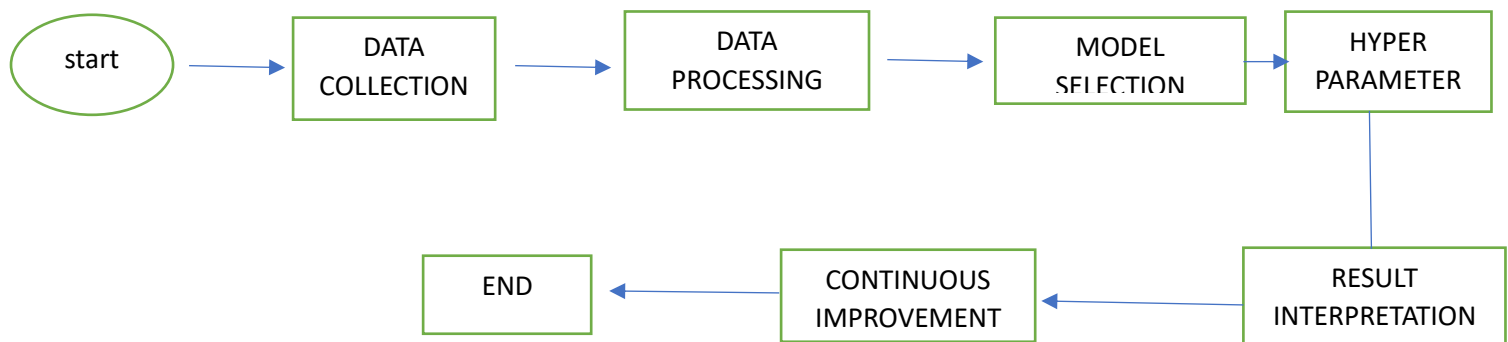 start
DATA
COLLECTION
DATA
PROCESSING
MODEL
SELECTION
HYPER
PARAMETER
RESULT
INTERPRETATION
CONTINUOUS
IMPROVEMENT
END